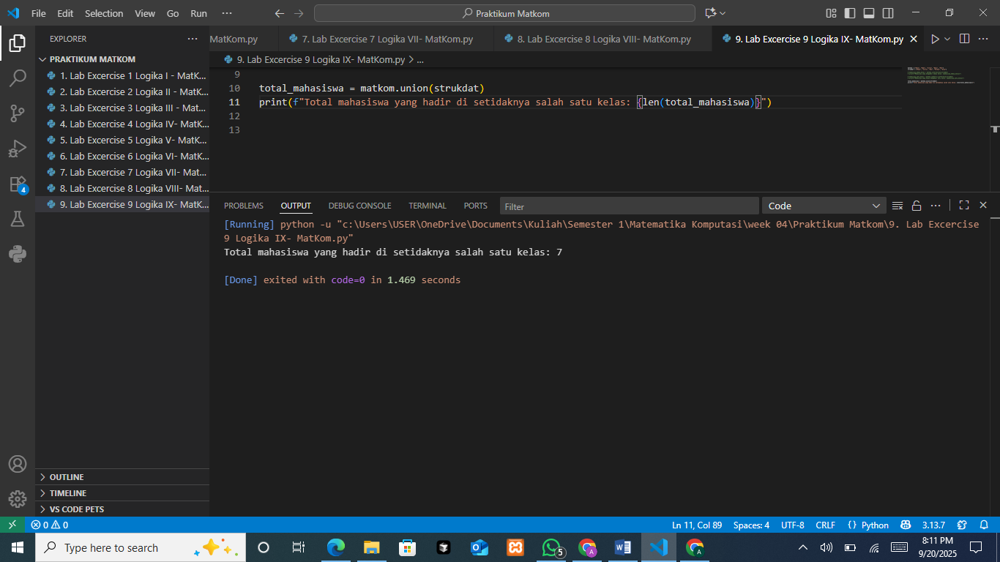 File Edit Selection View Go Run ··· Praktikum Matkom
EXPLORER ···
MatKom.py 7. Lab Excercise 7 Logika VII- MatKom.py 8. Lab Excercise 8 Logika VIII- MatKom.py 9. Lab Excercise 9 Logika IX- MatKom.py
PRAKTIKUM MATKOM
1. Lab Excercise 1 Logika I - MatK...
2. Lab Excercise 2 Logika II - MatK...
3. Lab Excercise 3 Logika III - Mat...
4. Lab Excercise 4 Logika IV- MatK...
5. Lab Excercise 5 Logika V- MatK...
6. Lab Excercise 6 Logika VI- MatK...
7. Lab Excercise 7 Logika VII- Mat...
8. Lab Excercise 8 Logika VIII- Mat...
9. Lab Excercise 9 Logika IX- MatK...
9. Lab Excercise 9 Logika IX- MatKom.py > ...
9
10 total_mahasiswa = matkom.union(strukdat)
11 print(f"Total mahasiswa yang hadir di setidaknya salah satu kelas: {len(total_mahasiswa)}")
12
13
PROBLEMS OUTPUT DEBUG CONSOLE TERMINAL PORTS Filter Code
[Running] python -u "c:\Users\USER\OneDrive\Documents\Kuliah\Semester 1\Matematika Komputasi\week 04\Praktikum Matkom\9. Lab Excercise
9 Logika IX- MatKom.py"
Total mahasiswa yang hadir di setidaknya salah satu kelas: 7
[Done] exited with code=0 in 1.469 seconds
4
OUTLINE
TIMELINE
VS CODE PETS
0 0 Ln 11, Col 89 Spaces: 4 UTF-8 CRLF {} Python 3.13.7
Type here to search 5 8:11 PM
9/20/2025